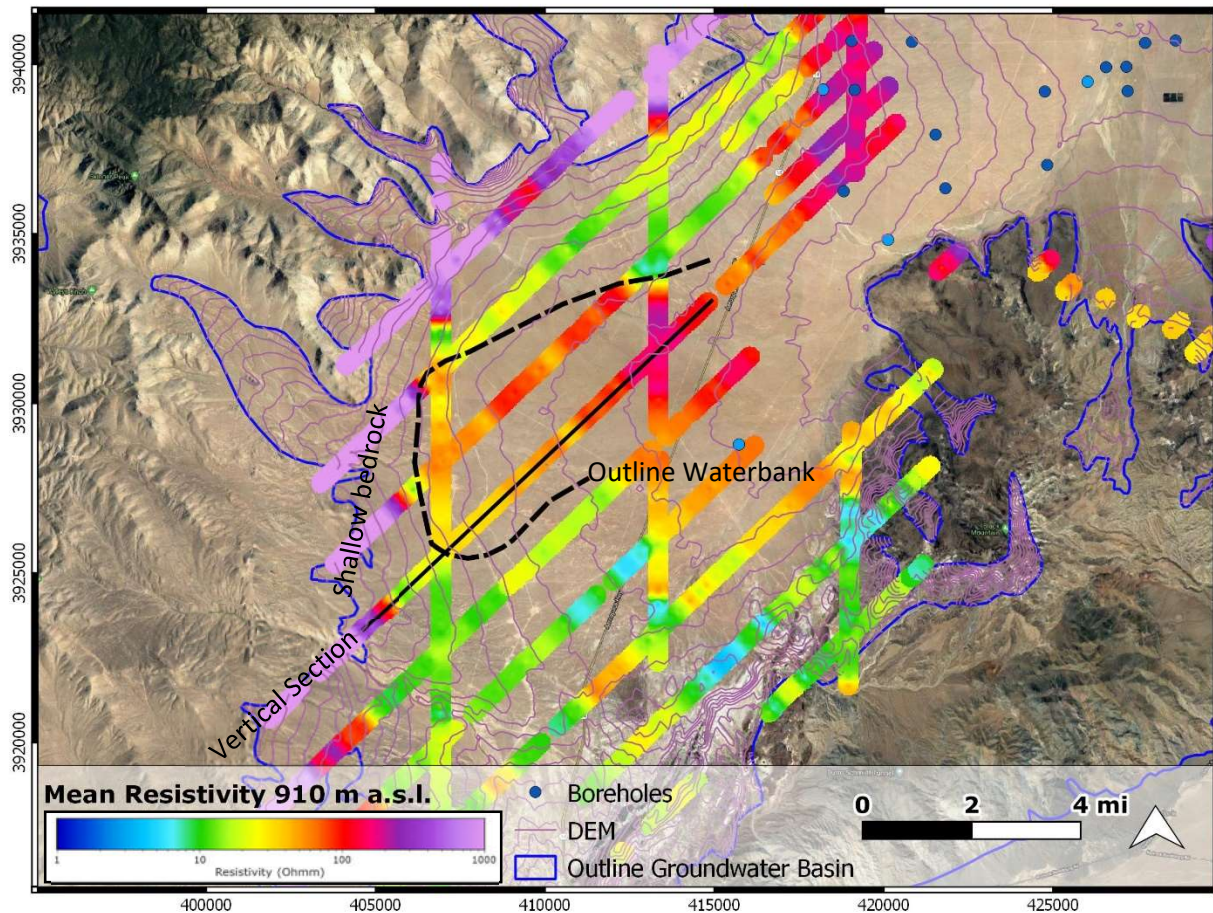 3940000
3935000
3930000
3925000
3920000
Shallow bedrock
Outline Waterbank
Vertical Section
Mean Resistivity 910 m a.s.l.
1 10 100 1000
Resistivity (Ohmm)
Boreholes
DEM
Outline Groundwater Basin
0 2 4 mi
400000 405000 410000 415000 420000 425000